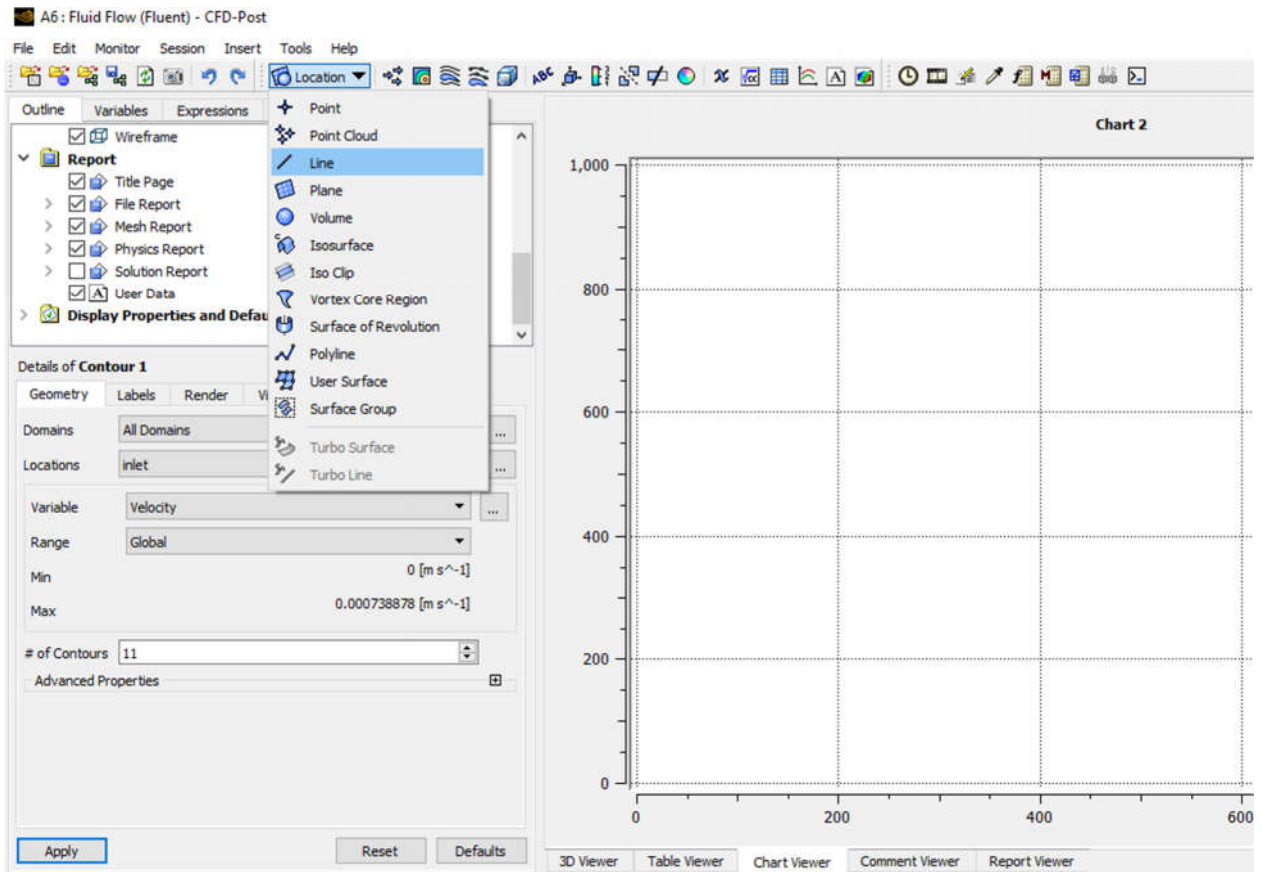 A6 : Fluid Flow (Fluent) - CFD-Post
File Edit Monitor Session Insert Tools Help
Location
Outline Variables Expressions
Wireframe
Report
Title Page
File Report
Mesh Report
Physics Report
Solution Report
User Data
Display Properties and Defau
Point
Point Cloud
Line
Plane
Volume
Isosurface
Iso Clip
Vortex Core Region
Surface of Revolution
Polyline
User Surface
Surface Group
Turbo Surface
Turbo Line
Details of Contour 1
Geometry Labels Render Vi
Domains All Domains ...
Locations inlet ...
Variable Velocity ...
Range Global
Min 0 [m s^-1]
Max 0.000738878 [m s^-1]
# of Contours 11
Advanced Properties
Apply Reset Defaults
Chart 2
1,000
800
600
400
200
0
0 200 400 600
3D Viewer Table Viewer Chart Viewer Comment Viewer Report Viewer